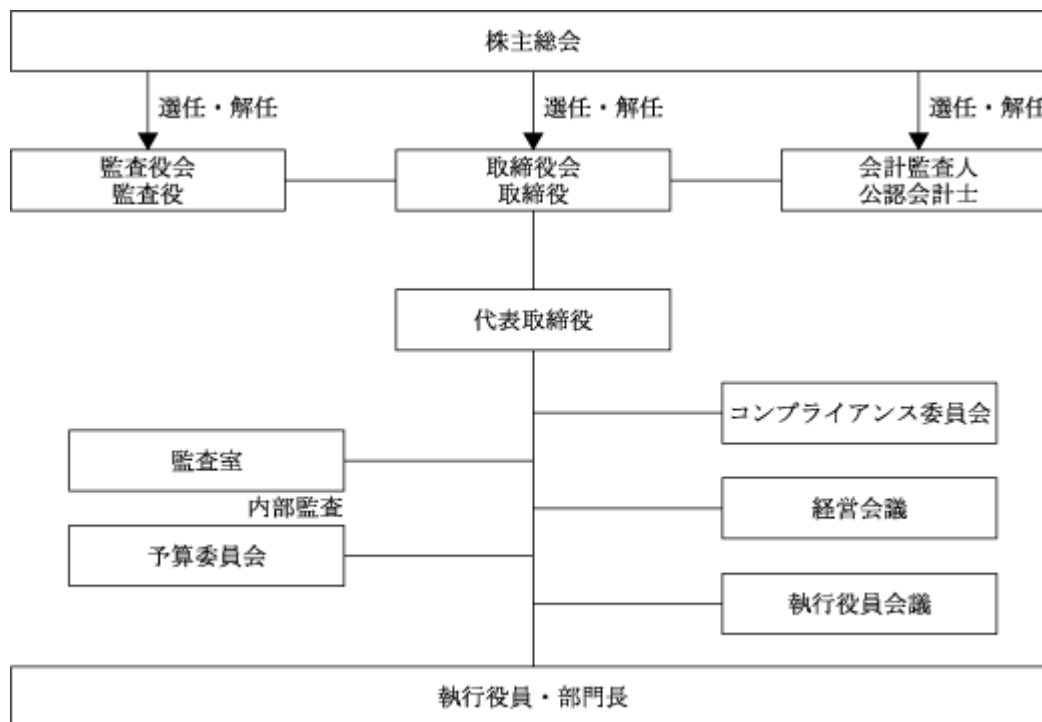 株主総会
選任・解任
選任・解任
選任・解任
監査役会
監査役
取締役会
取締役
会計監査人
公認会計士
代表取締役
コンプライアンス委員会
監査室
内部監査
経営会議
予算委員会
執行役員会議
執行役員・部門長